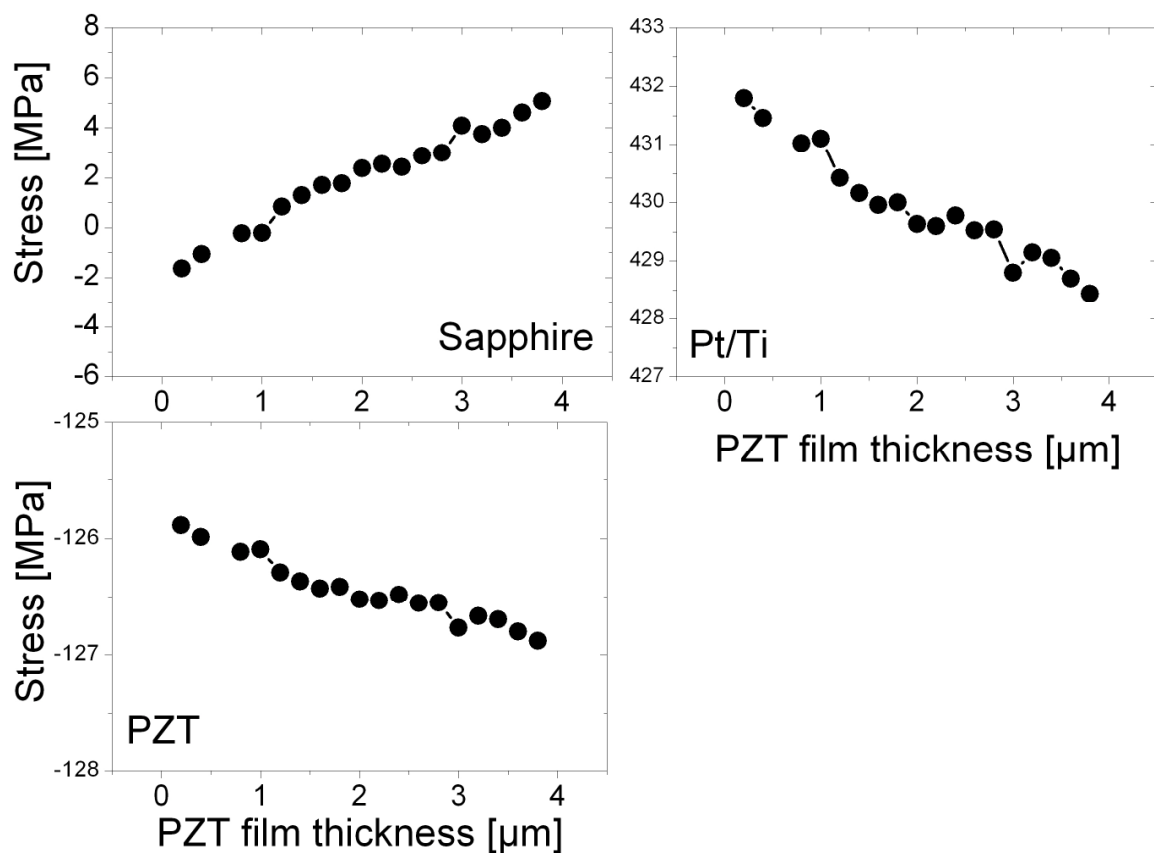 Stress [MPa]
8
6
4
2
0
-2
-4
-6
0 1 2 3 4
Sapphire
433
432
431
430
429
428
427
0 1 2 3 4
Pt/Ti
PZT film thickness [µm]
Stress [MPa]
-125
-126
-127
-128
0 1 2 3 4
PZT
PZT film thickness [µm]